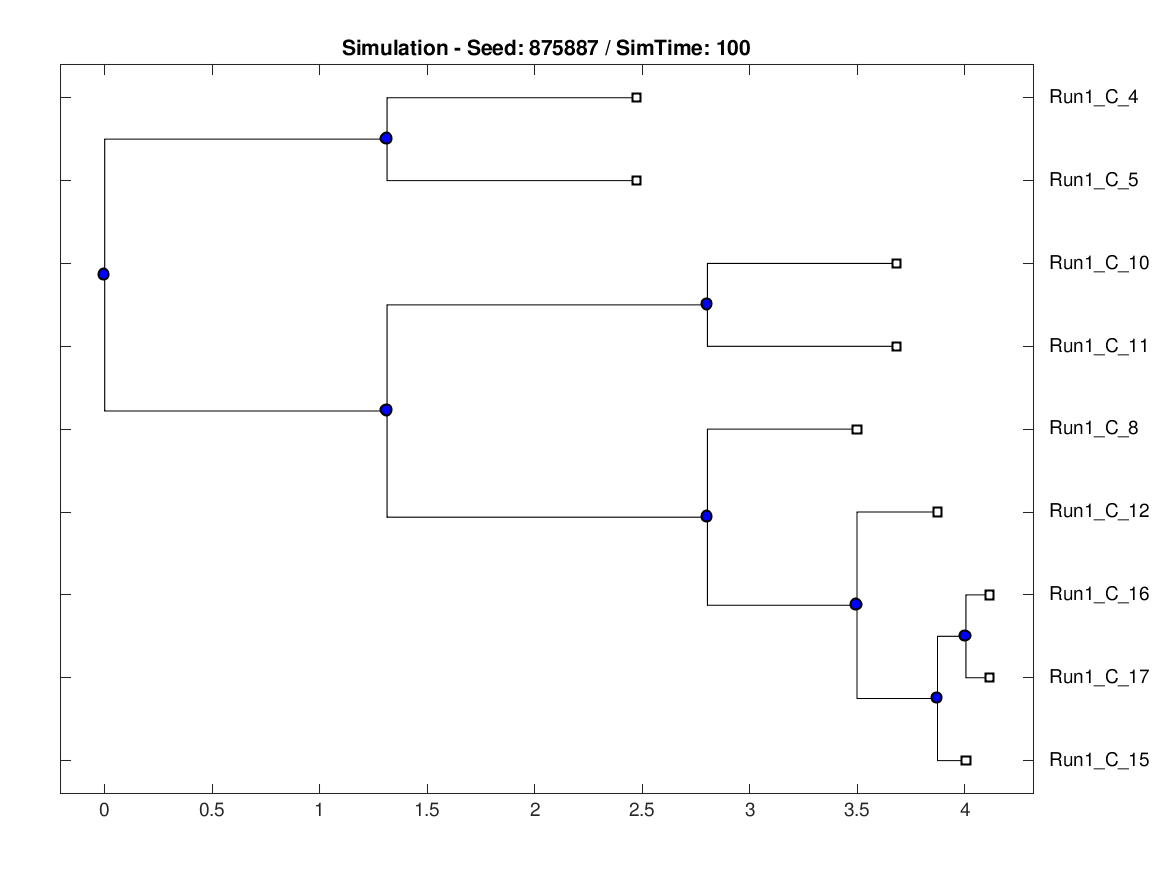 Simulation - Seed: 875887 / SimTime: 100
Run1_C_4
Run1_C_5
Run1_C_10
Run1_C_11
Run1_C_8
Run1_C_12
Run1_C_16
Run1_C_17
Run1_C_15
0 0.5 1 1.5 2 2.5 3 3.5 4